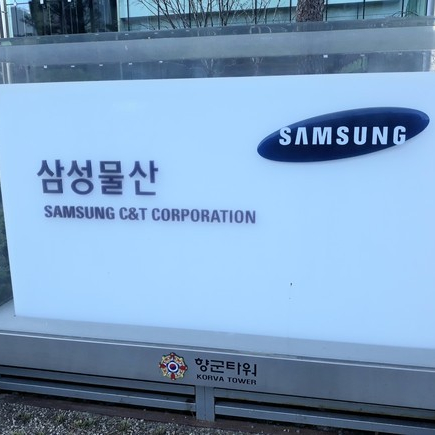 SAMSUNG
삼성물산
SAMSUNG C&T CORPORATION
향군타워
KORVA TOWER